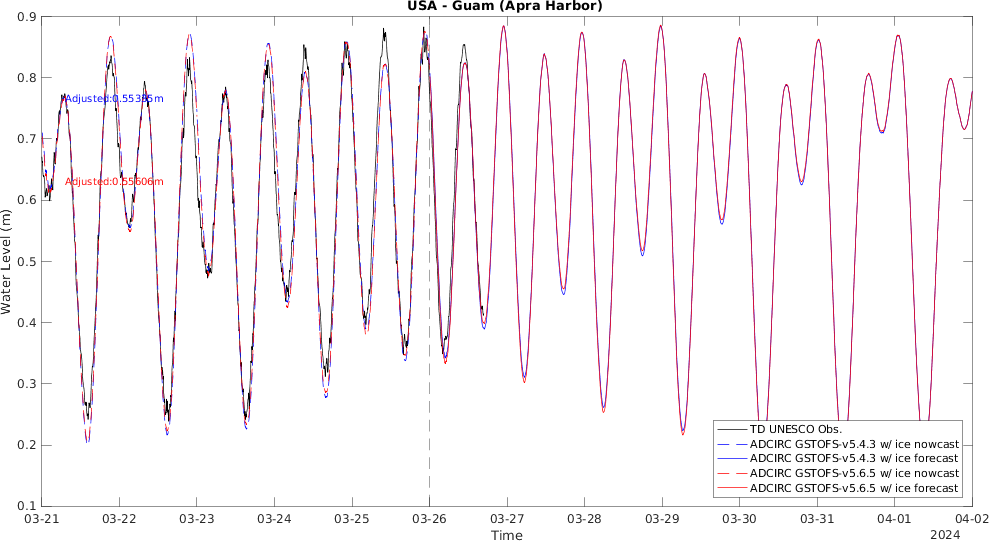 USA - Guam (Apra Harbor)
0.9
0.8
0.7
0.6
0.5
0.4
0.3
0.2
0.1
Water Level (m)
Adjusted:0.55335m
Adjusted:0.55606m
TD UNESCO Obs.
ADCIRC GSTOFS-v5.4.3 w/ ice nowcast
ADCIRC GSTOFS-v5.4.3 w/ ice forecast
ADCIRC GSTOFS-v5.6.5 w/ ice nowcast
ADCIRC GSTOFS-v5.6.5 w/ ice forecast
03-21 03-22 03-23 03-24 03-25 03-26 03-27 03-28 03-29 03-30 03-31 04-01 04-02
Time
2024